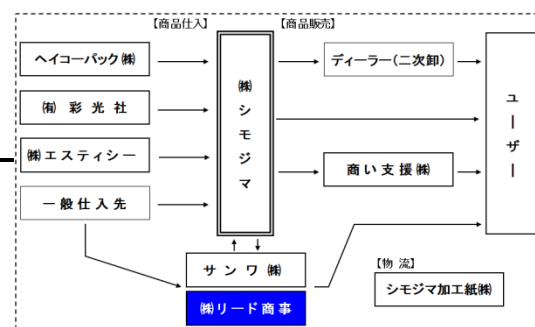 【商品仕入】
【商品販売】
ヘイコーパック㈱
㈲ 彩 光 社
㈱エスティシー
一 般 仕 入 先
㈱シモジマ
ディーラー(二次卸)
商 い 支 援 ㈱
ユーザー
サ ン ワ ㈱
㈱リード商事
【物 流】
シモジマ加工紙㈱